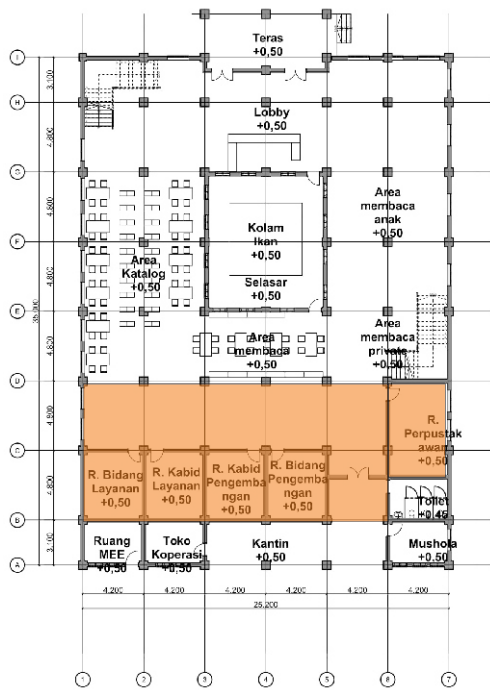 Teras
+0,50
I
3,100
H
Lobby
+0,50
4,800
G
Area
membaca
anak
+0,50
4,800
Kolam
Ikan
+0,50
F
Area
Katalog
+0,50
4,800
Selasar
+0,50
35,000
E
Area
membaca
+0,50
Area
membaca
private
+0,50
4,800
D
R.
Perpustak
awan
+0,50
4,800
C
R. Bidang
Layanan
+0,50
R. Kabid
Layanan
+0,50
R. Kabid
Pengemba
ngan
+0,50
R. Bidang
Pengemba
ngan
+0,50
4,800
Toilet
+0,45
B
Ruang
MEE
+0,50
Toko
Koperasi
+0,50
Kantin
+0,50
Mushola
+0,50
3,100
A
4,200 4,200 4,200 4,200 4,200 4,200
25,200
1 2 3 4 5 6 7